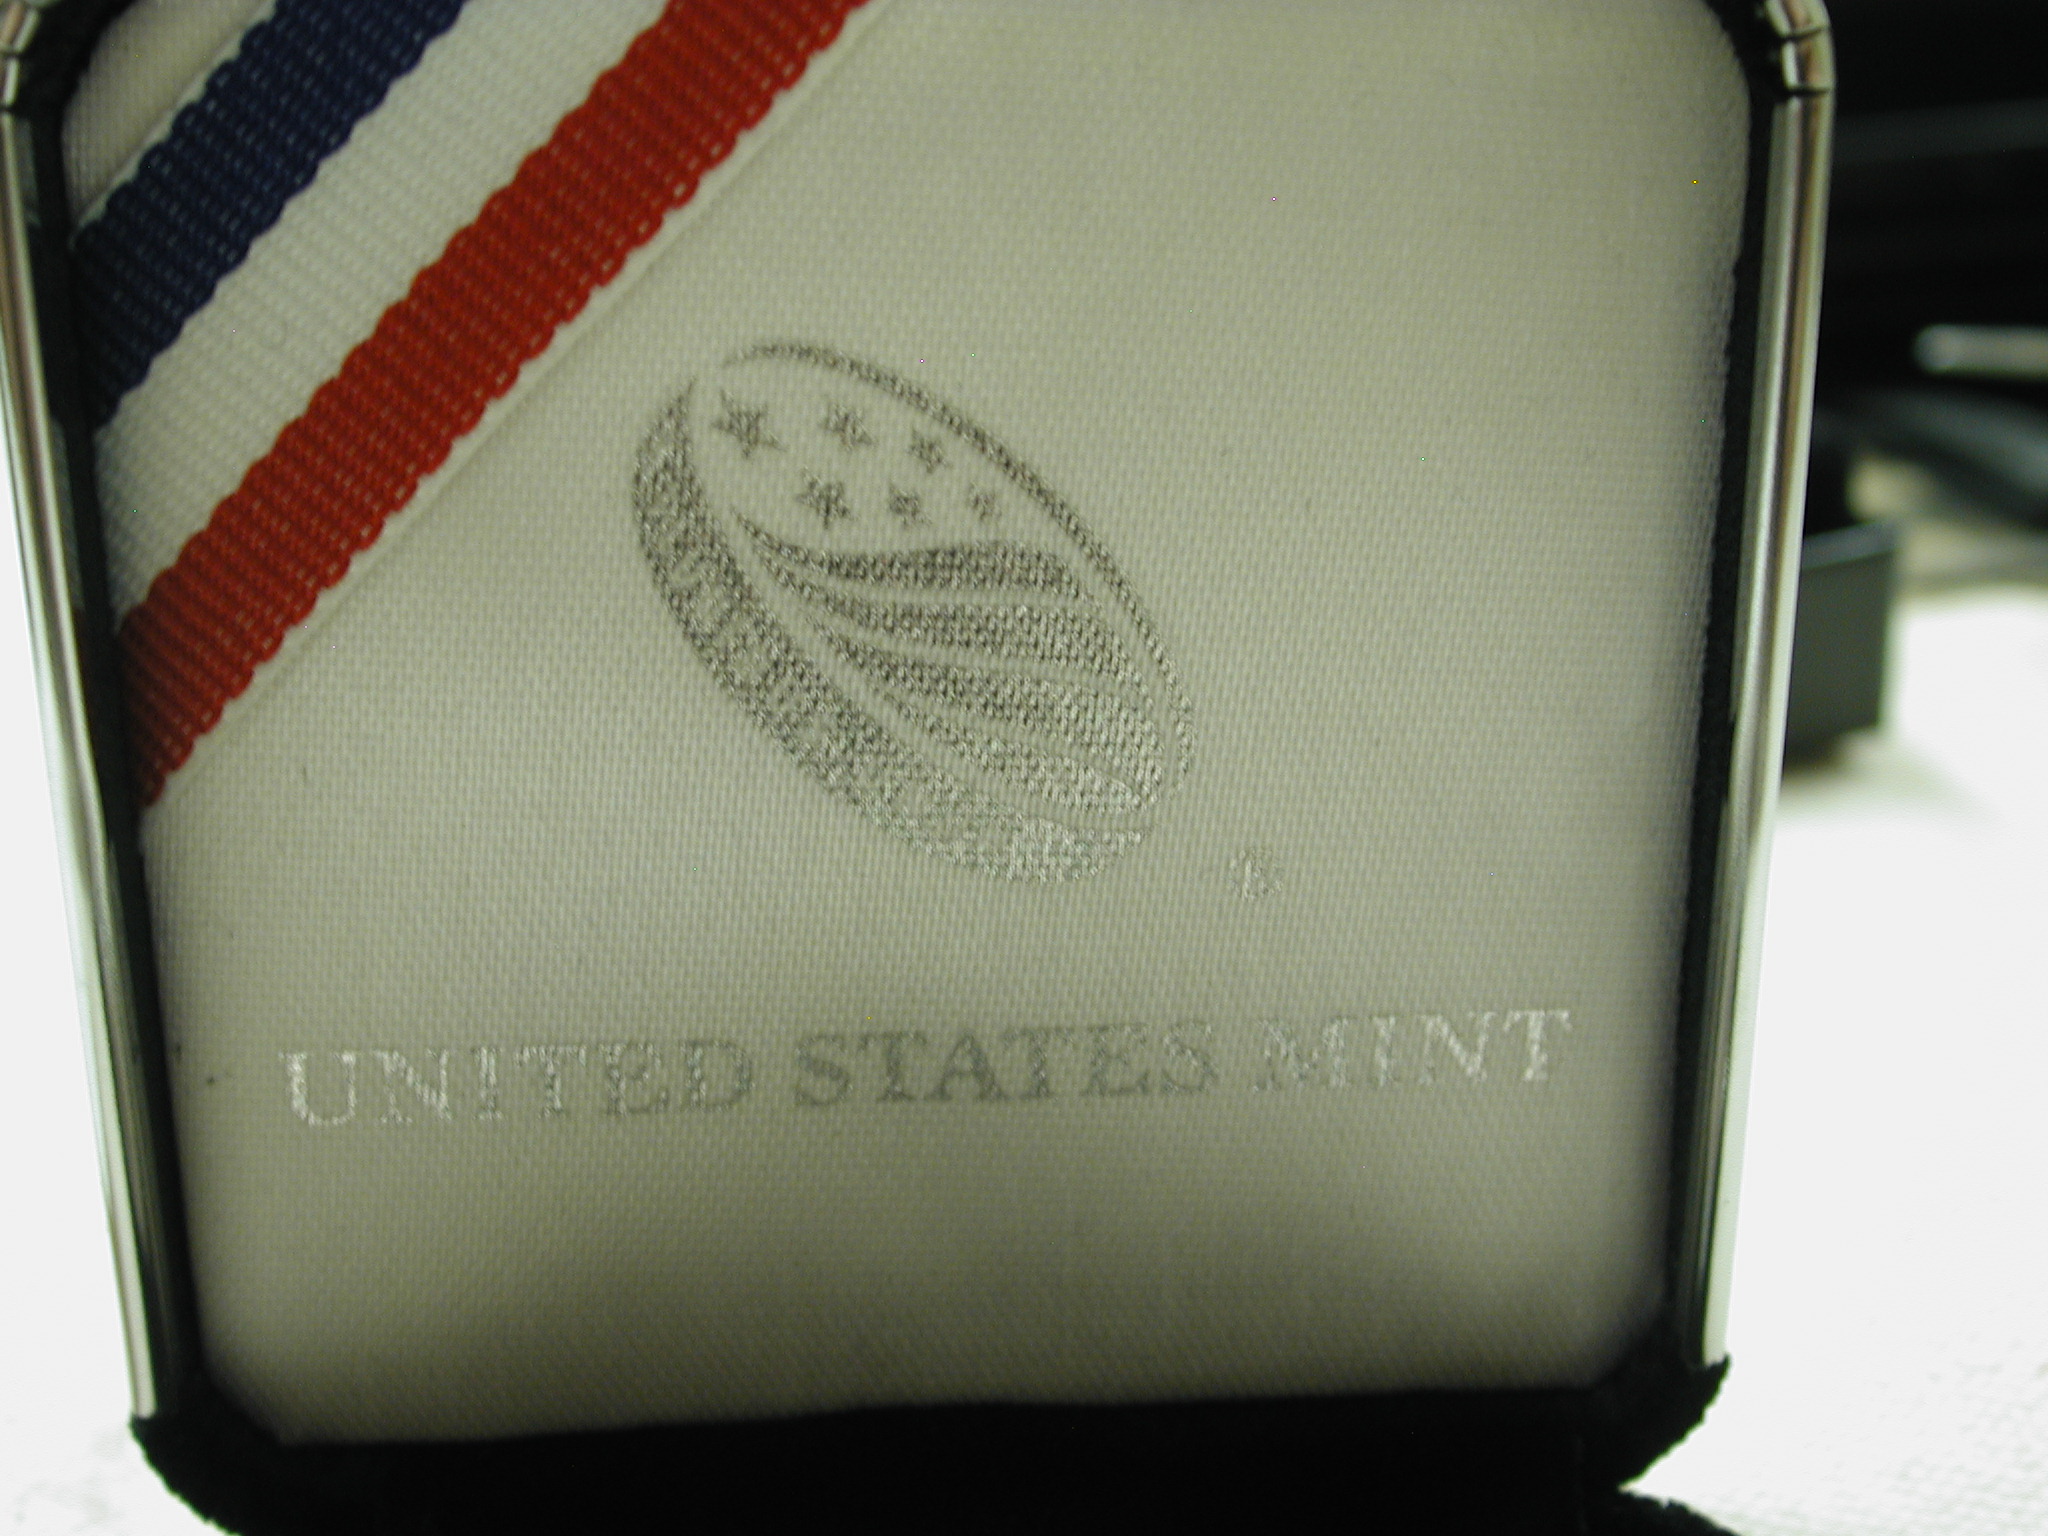 ®
UNITED STATES MINT